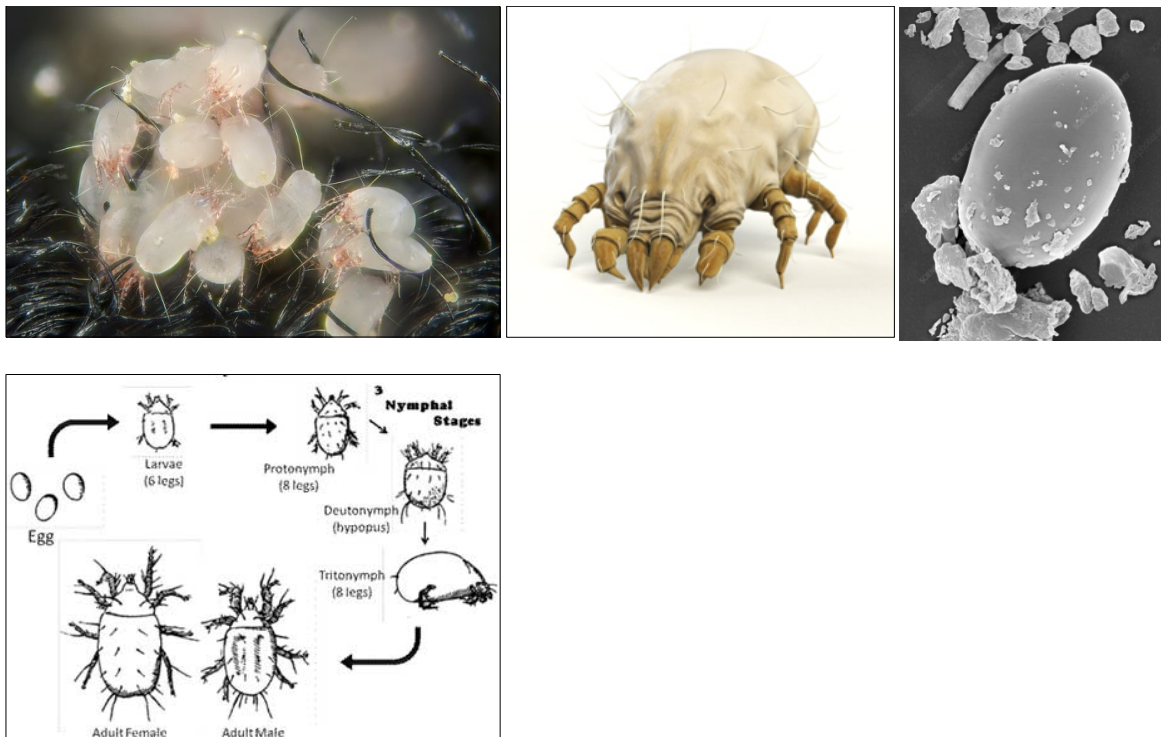 3
Nymphal
Stages
Larvae
(6 legs)
Protonymph
(8 legs)
Deutonymph
(hypopus)
Egg
Tritonymph
(8 legs)
Adult Female
Adult Male